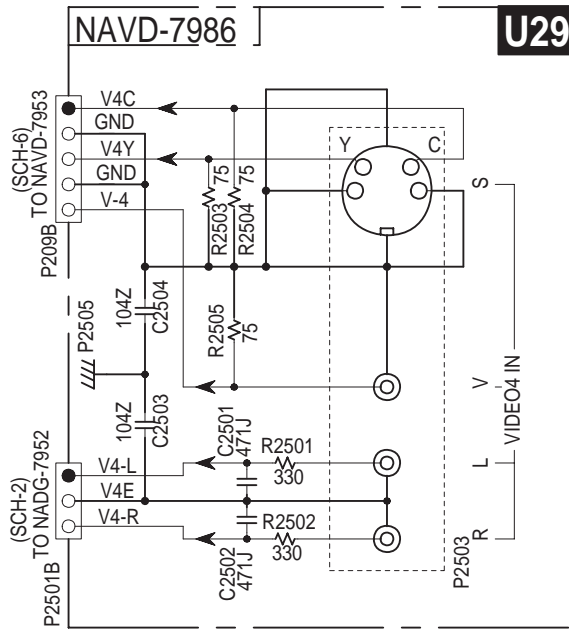 NAVD-7986
U29
(SCH-6)
TO NAVD-7953
V4C
GND
V4Y
GND
V-4
P209B
75
R2503
75
R2504
Y
C
S
104Z
C2504
P2505
R2505
75
104Z
C2503
V
VIDEO4 IN
(SCH-2)
TO NADG-7952
V4-L
V4E
V4-R
P2501B
C2501
471J
R2501
330
L
R2502
330
C2502
471J
R
P2503